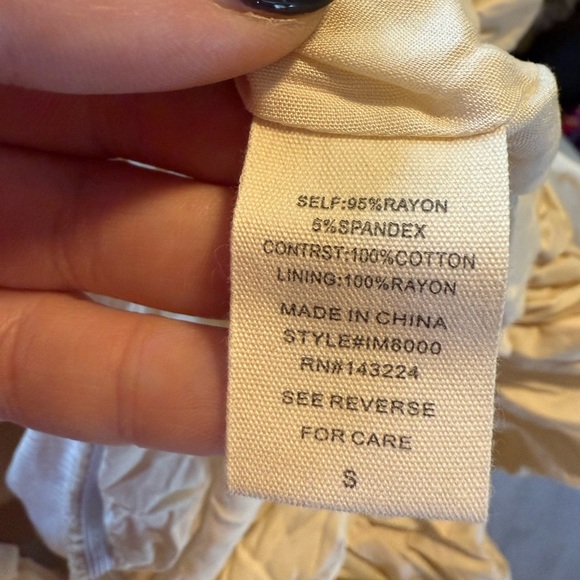 SELF:95%RAYON
5%SPANDEX
CONTRST:100%COTTON
LINING:100%RAYON
MADE IN CHINA
STYLE#IM6000
RN#143224
SEE REVERSE
FOR CARE
S